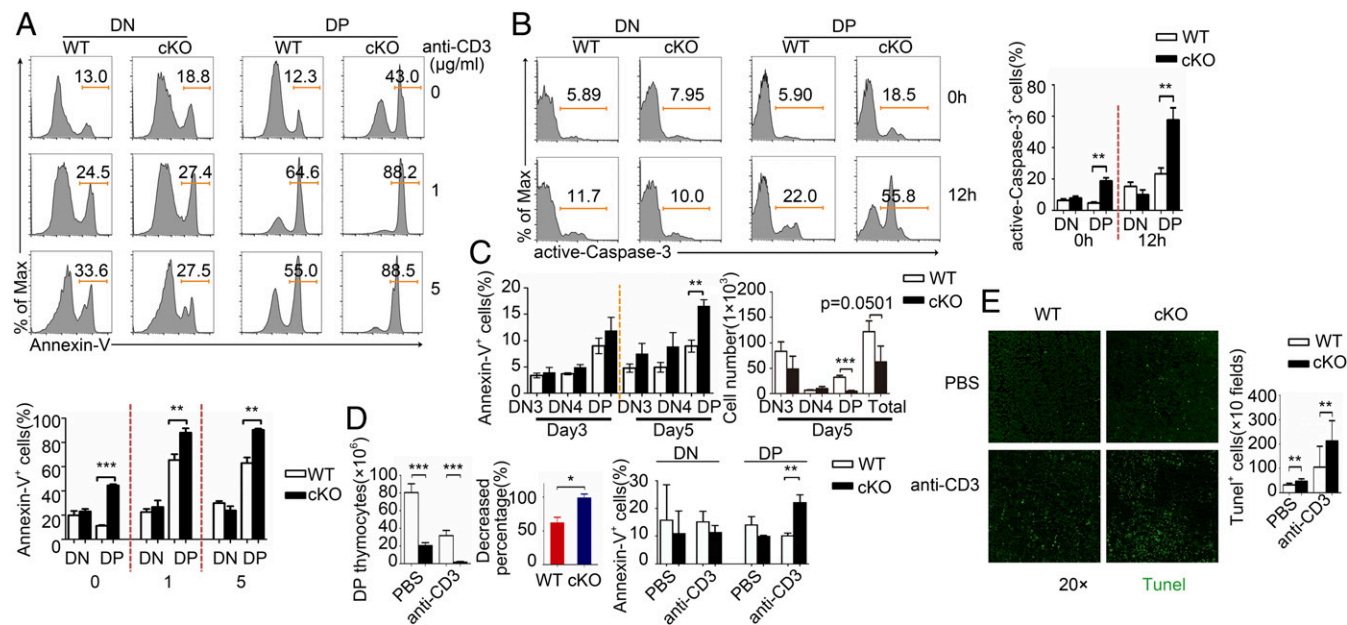 A
DN
DP
anti-CD3
(µg/ml)
WT
cKO
WT
cKO
13.0
18.8
12.3
43.0
0
24.5
27.4
64.6
88.2
1
33.6
27.5
55.0
88.5
5
% of Max
Annexin-V
Annexin-V+ cells(%)
100
80
60
40
20
0
***
**
**
WT
cKO
DN DP
DN DP
DN DP
0
1
5
B
DN
DP
WT
cKO
WT
cKO
5.89
7.95
5.90
18.5
0h
11.7
10.0
22.0
55.8
12h
% of Max
active-Caspase-3
active-Caspase-3+ cells(%)
80
60
40
20
0
**
**
WT
cKO
DN DP
DN DP
0h
12h
C
Annexin-V+ cells(%)
20
15
10
5
0
**
DN3 DN4 DP
DN3 DN4 DP
Day3
Day5
Cell number(1×103)
200
150
100
50
0
WT
cKO
p=0.0501
***
DN3 DN4 DP Total
Day5
D
DP thymocytes(×106)
100
80
60
40
20
0
***
***
PBS
anti-CD3
Decreased
percentage(%)
100
50
0
*
WT cKO
Annexin-V+ cells(%)
40
30
20
10
0
DN
DP
**
WT
cKO
PBS
anti-CD3
PBS
anti-CD3
E
WT
cKO
PBS
anti-CD3
20×
Tunel
Tunel+ cells(×10 fields)
400
300
200
100
0
**
**
WT
cKO
PBS
anti-CD3